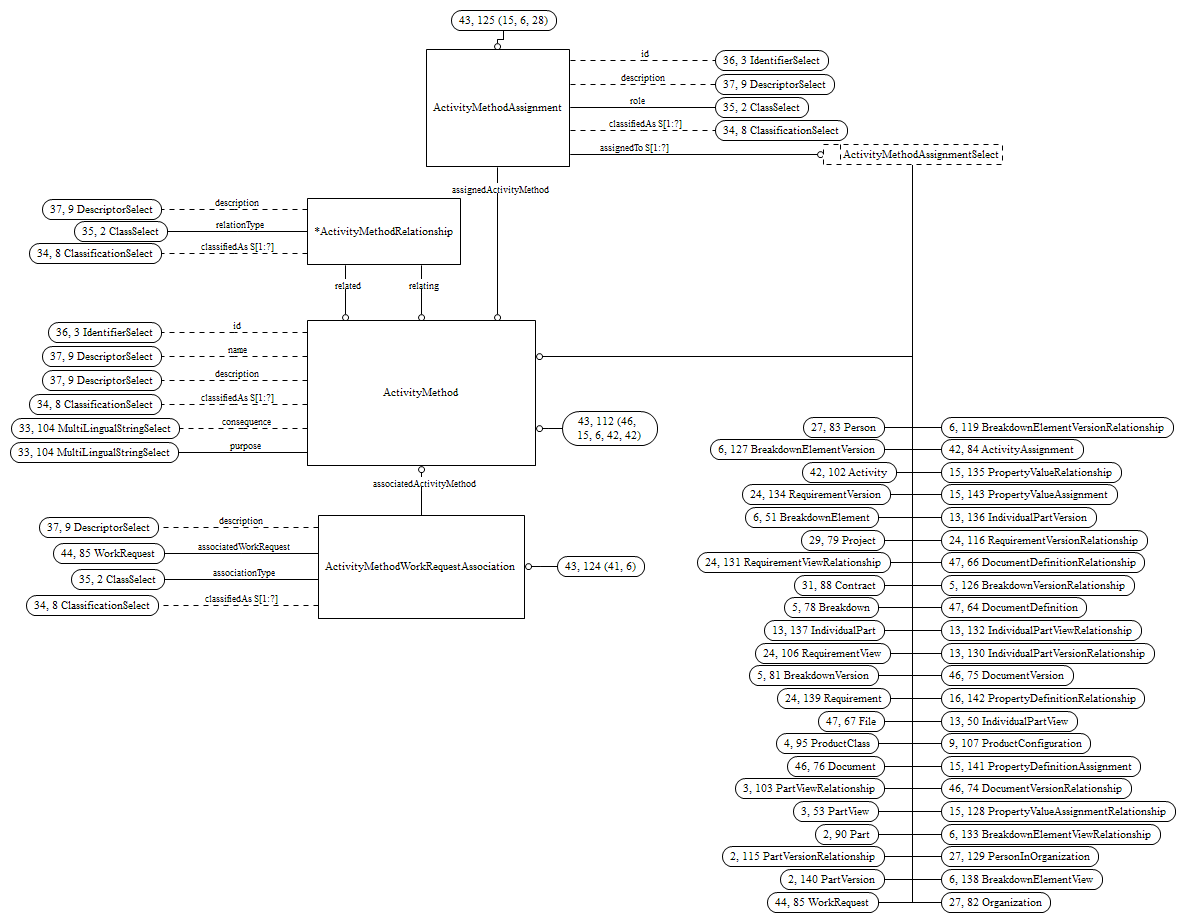 43, 125 (15, 6, 28)
ActivityMethodAssignment
id
36, 3 IdentifierSelect
description
37, 9 DescriptorSelect
role
35, 2 ClassSelect
classifiedAs S[1:?]
34, 8 ClassificationSelect
assignedTo S[1:?]
ActivityMethodAssignmentSelect
assignedActivityMethod
37, 9 DescriptorSelect
description
35, 2 ClassSelect
relationType
34, 8 ClassificationSelect
classifiedAs S[1:?]
*ActivityMethodRelationship
related
relating
36, 3 IdentifierSelect
id
37, 9 DescriptorSelect
name
37, 9 DescriptorSelect
description
34, 8 ClassificationSelect
classifiedAs S[1:?]
33, 104 MultiLingualStringSelect
consequence
33, 104 MultiLingualStringSelect
purpose
ActivityMethod
43, 112 (46,
15, 6, 42, 42)
associatedActivityMethod
37, 9 DescriptorSelect
description
44, 85 WorkRequest
associatedWorkRequest
35, 2 ClassSelect
associationType
34, 8 ClassificationSelect
classifiedAs S[1:?]
ActivityMethodWorkRequestAssociation
43, 124 (41, 6)
27, 83 Person
6, 119 BreakdownElementVersionRelationship
6, 127 BreakdownElementVersion
42, 84 ActivityAssignment
42, 102 Activity
15, 135 PropertyValueRelationship
24, 134 RequirementVersion
15, 143 PropertyValueAssignment
6, 51 BreakdownElement
13, 136 IndividualPartVersion
29, 79 Project
24, 116 RequirementVersionRelationship
24, 131 RequirementViewRelationship
47, 66 DocumentDefinitionRelationship
31, 88 Contract
5, 126 BreakdownVersionRelationship
5, 78 Breakdown
47, 64 DocumentDefinition
13, 137 IndividualPart
13, 132 IndividualPartViewRelationship
24, 106 RequirementView
13, 130 IndividualPartVersionRelationship
5, 81 BreakdownVersion
46, 75 DocumentVersion
24, 139 Requirement
16, 142 PropertyDefinitionRelationship
47, 67 File
13, 50 IndividualPartView
4, 95 ProductClass
9, 107 ProductConfiguration
46, 76 Document
15, 141 PropertyDefinitionAssignment
3, 103 PartViewRelationship
46, 74 DocumentVersionRelationship
3, 53 PartView
15, 128 PropertyValueAssignmentRelationship
2, 90 Part
6, 133 BreakdownElementViewRelationship
2, 115 PartVersionRelationship
27, 129 PersonInOrganization
2, 140 PartVersion
6, 138 BreakdownElementView
44, 85 WorkRequest
27, 82 Organization